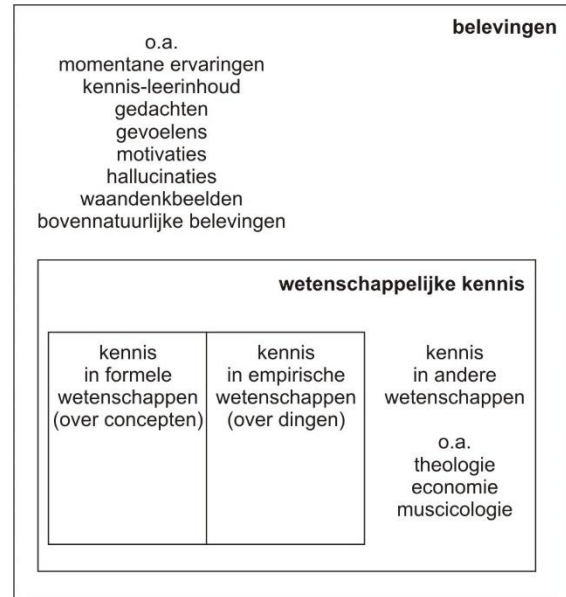 belevingen
o.a.
momentane ervaringen
kennis-leerinhoud
gedachten
gevoelens
motivaties
hallucinaties
waandenkbeelden
bovennatuurlijke belevingen
wetenschappelijke kennis
kennis
in formele
wetenschappen
(over concepten)
kennis
in empirische
wetenschappen
(over dingen)
kennis
in andere
wetenschappen
o.a.
theologie
economie
muscicologie